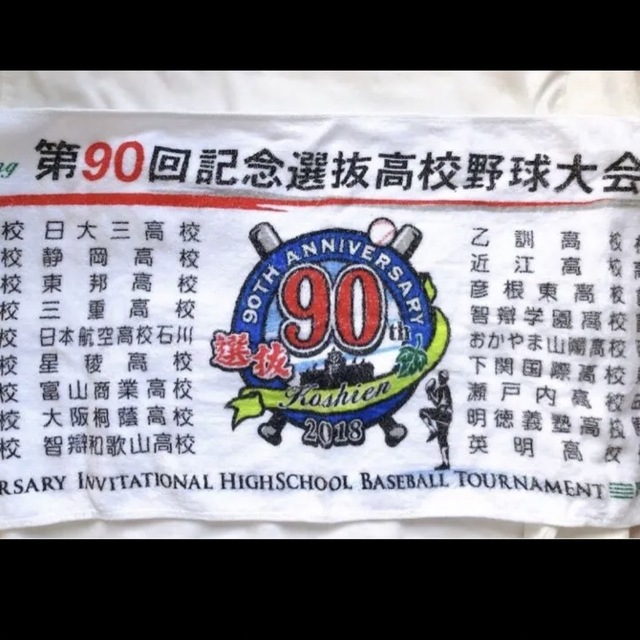 ng 第90回記念選抜高校野球大会
校 日大三高校
校 静岡高校
校 東邦高校
校 三重高校
校 日本航空高校石川
校 星稜高校
校 富山商業高校
校 大阪桐蔭高校
校 智辯和歌山高校
90TH ANNIVERSARY
90th
選抜
Koshien
2018
乙訓高校
近江高校
彦根東高校
智辯学園高校
おかやま山陽高校
下関国際高校
瀬戸内高校
明徳義塾高校
英明高校
RSARY INVITATIONAL HIGHSCHOOL BASEBALL TOURNAMENT